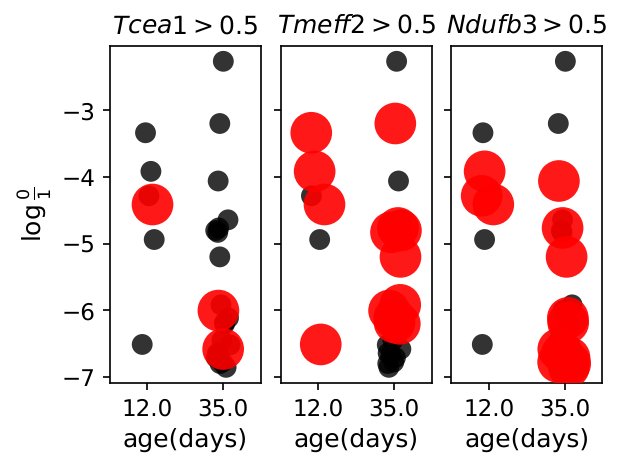 Tcea1 > 0.5 Tmeff2 > 0.5 Ndufb3 > 0.5
log 0/1
−3
−4
−5
−6
−7
12.0 35.0 12.0 35.0 12.0 35.0
age(days) age(days) age(days)